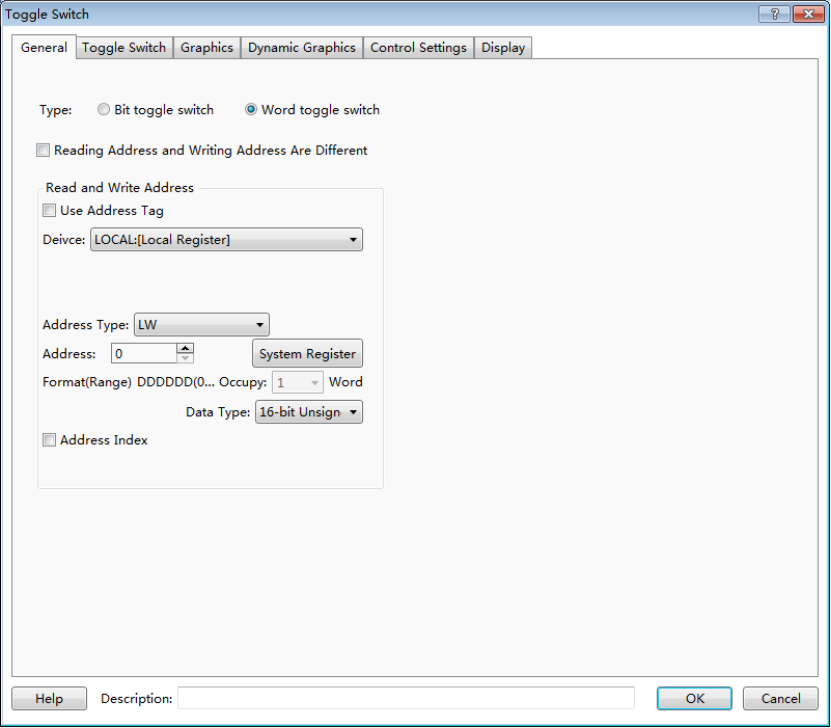 Toggle Switch
General Toggle Switch Graphics Dynamic Graphics Control Settings Display
Type: Bit toggle switch Word toggle switch
Reading Address and Writing Address Are Different
Read and Write Address
Use Address Tag
Deivce: LOCAL:[Local Register]
Address Type: LW
Address: 0 System Register
Format(Range) DDDDDD(0... Occupy: 1 Word
Data Type: 16-bit Unsign
Address Index
Help Description: OK Cancel